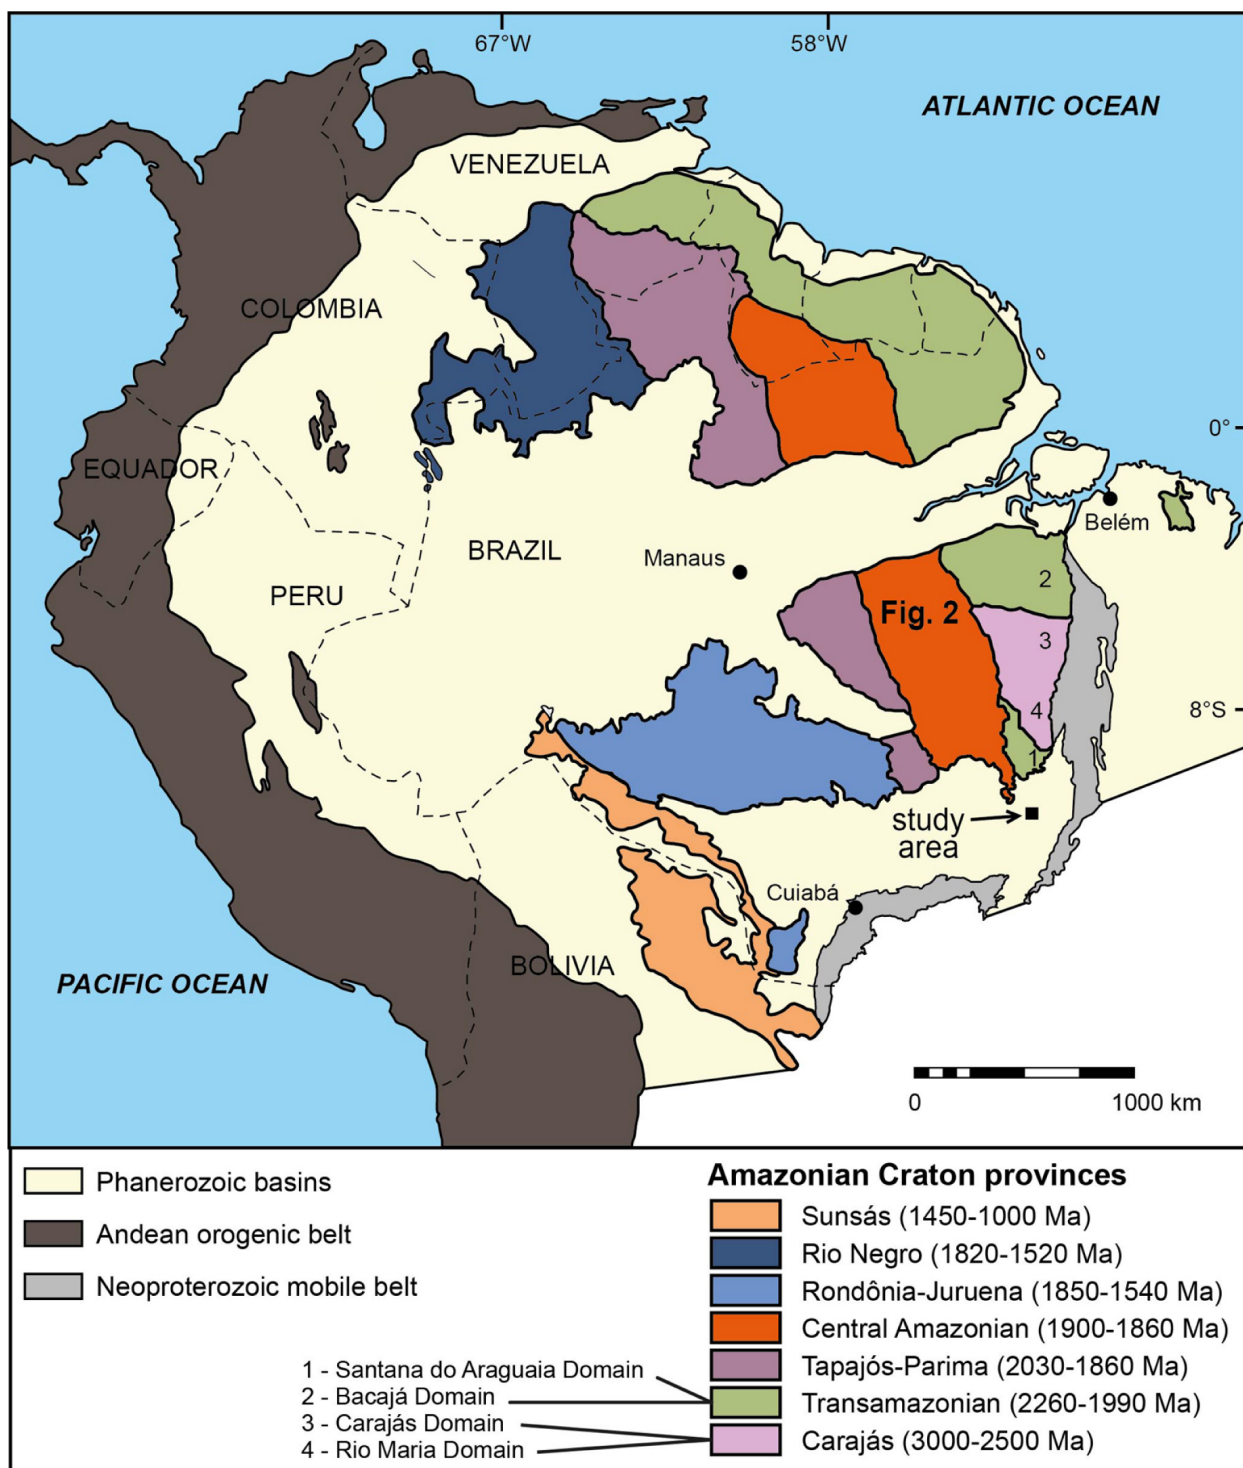 67°W
58°W
ATLANTIC OCEAN
VENEZUELA
COLOMBIA
0°
EQUADOR
Belém
BRAZIL
Manaus
2
PERU
Fig. 2
3
4
8°S
1
study
area
Cuiabá
BOLIVIA
PACIFIC OCEAN
0
1000 km
Phanerozoic basins
Andean orogenic belt
Neoproterozoic mobile belt
Amazonian Craton provinces
Sunsás (1450-1000 Ma)
Rio Negro (1820-1520 Ma)
Rondônia-Juruena (1850-1540 Ma)
Central Amazonian (1900-1860 Ma)
Tapajós-Parima (2030-1860 Ma)
Transamazonian (2260-1990 Ma)
Carajás (3000-2500 Ma)
1 - Santana do Araguaia Domain
2 - Bacajá Domain
3 - Carajás Domain
4 - Rio Maria Domain